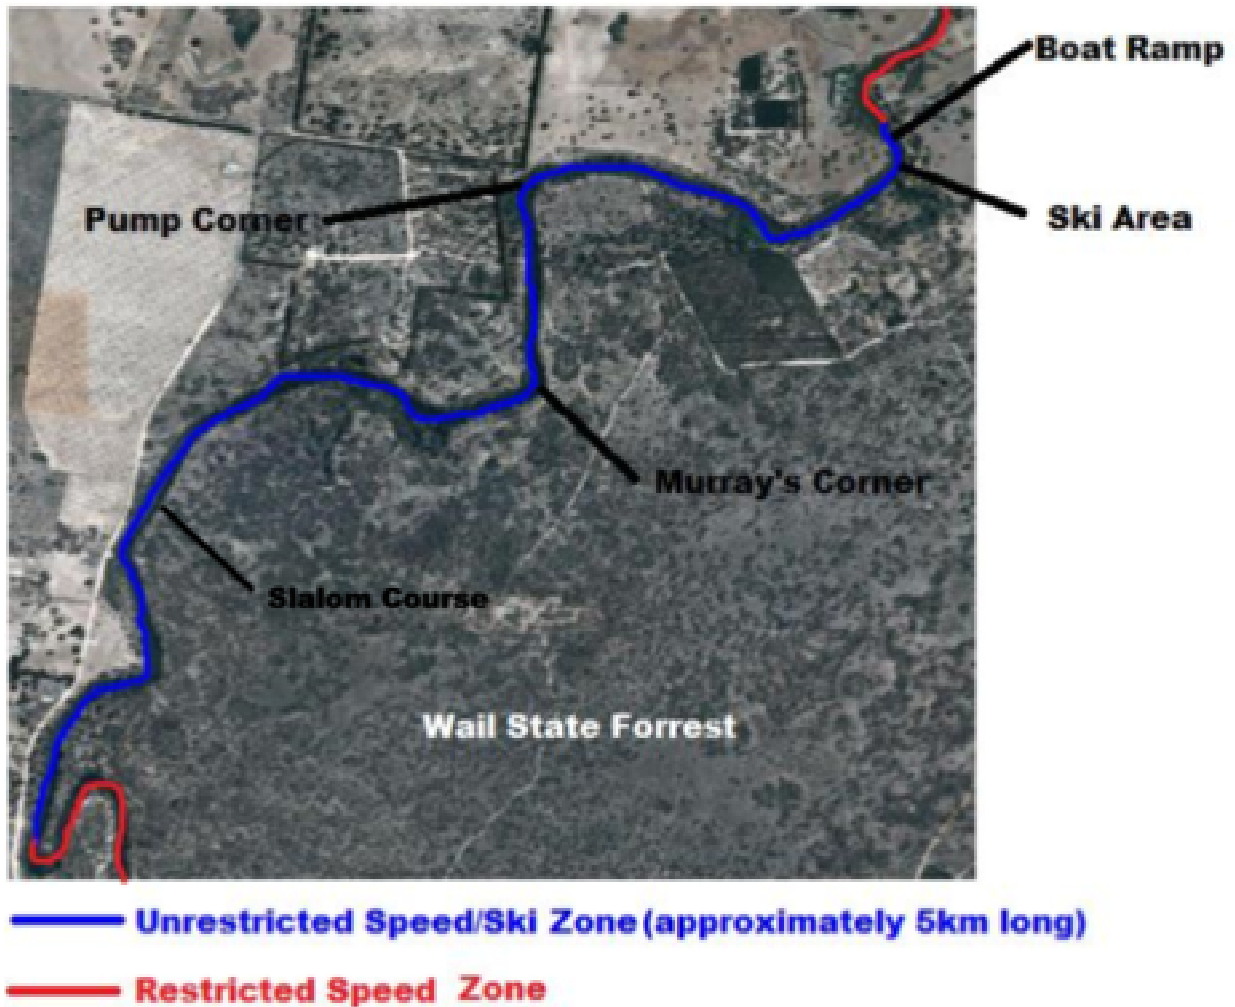 Boat Ramp
Pump Corner
Ski Area
Murray's Corner
Slalom Course
Wail State Forrest
Unrestricted Speed/Ski Zone (approximately 5km long)
Restricted Speed Zone